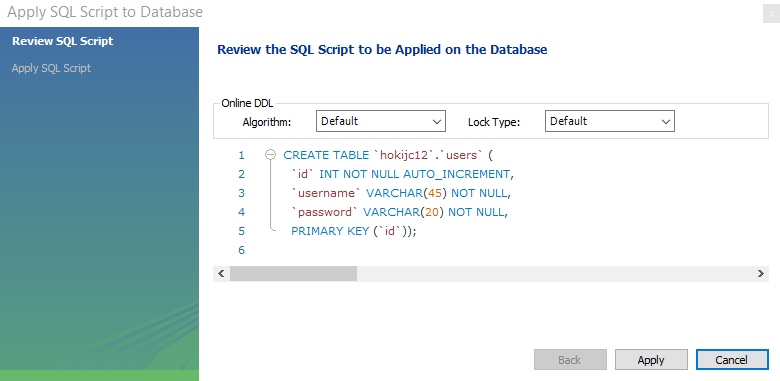 Apply SQL Script to Database
Review SQL Script
Apply SQL Script
Review the SQL Script to be Applied on the Database
Online DDL
Algorithm: Default Lock Type: Default
1 CREATE TABLE `hokijc12`.`users` (
2 `id` INT NOT NULL AUTO_INCREMENT,
3 `username` VARCHAR(45) NOT NULL,
4 `password` VARCHAR(20) NOT NULL,
5 PRIMARY KEY (`id`));
6
Back Apply Cancel